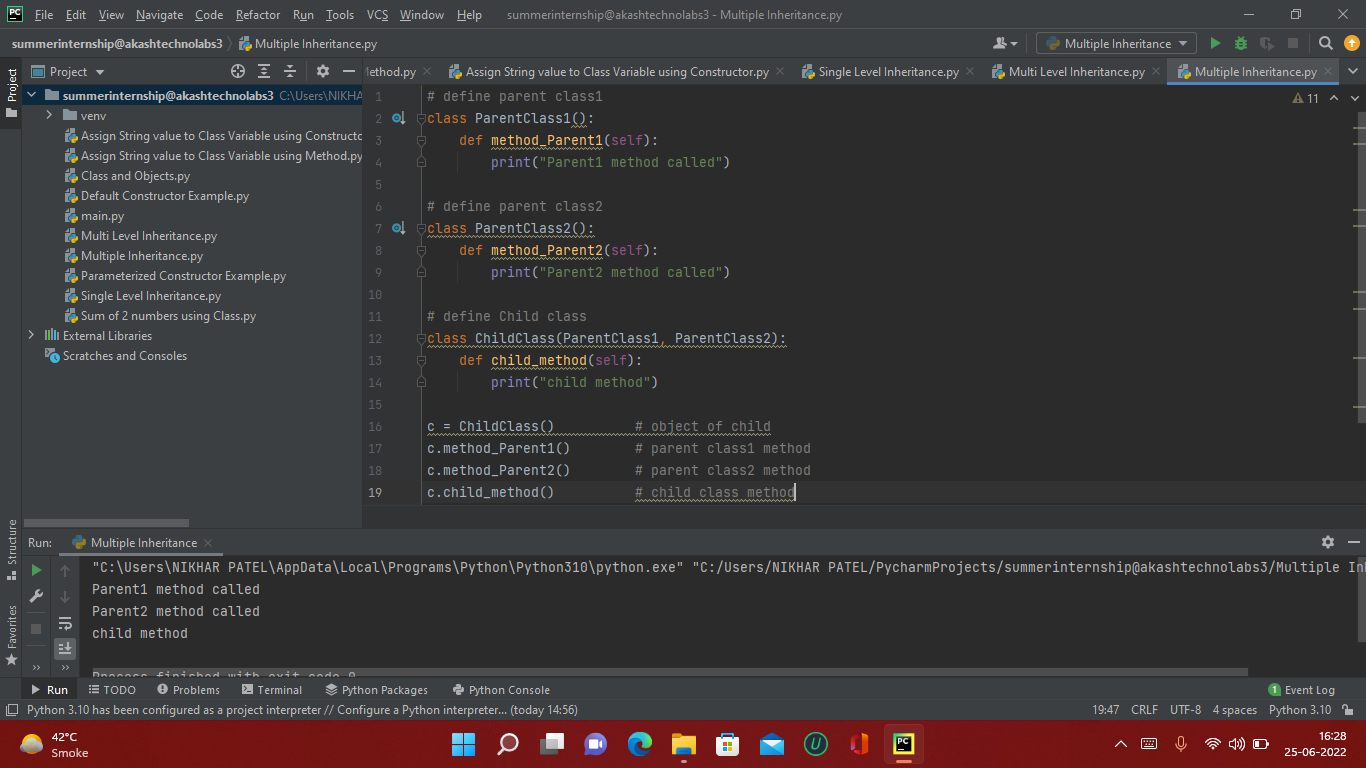 PC File Edit View Navigate Code Refactor Run Tools VCS Window Help summerinternship@akashtechnolabs3 - Multiple Inheritance.py
summerinternship@akashtechnolabs3 Multiple Inheritance.py Multiple Inheritance
Project
Project
Method.py Assign String value to Class Variable using Constructor.py Single Level Inheritance.py Multi Level Inheritance.py Multiple Inheritance.py
summerinternship@akashtechnolabs3 C:\Users\NIKHAR
venv
Assign String value to Class Variable using Constructo
Assign String value to Class Variable using Method.py
Class and Objects.py
Default Constructor Example.py
main.py
Multi Level Inheritance.py
Multiple Inheritance.py
Parameterized Constructor Example.py
Single Level Inheritance.py
Sum of 2 numbers using Class.py
External Libraries
Scratches and Consoles
11
1 # define parent class1
2 class ParentClass1():
3 def method_Parent1(self):
4 print("Parent1 method called")
5
6 # define parent class2
7 class ParentClass2():
8 def method_Parent2(self):
9 print("Parent2 method called")
10
11 # define Child class
12 class ChildClass(ParentClass1, ParentClass2):
13 def child_method(self):
14 print("child method")
15
16 c = ChildClass() # object of child
17 c.method_Parent1() # parent class1 method
18 c.method_Parent2() # parent class2 method
19 c.child_method() # child class method
Structure
Favorites
Run: Multiple Inheritance
"C:\Users\NIKHAR PATEL\AppData\Local\Programs\Python\Python310\python.exe" "C:/Users/NIKHAR PATEL/PycharmProjects/summerinternship@akashtechnolabs3/Multiple Inh
Parent1 method called
Parent2 method called
child method
Process finished with exit code 0
Run TODO Problems Terminal Python Packages Python Console 1 Event Log
Python 3.10 has been configured as a project interpreter // Configure a Python interpreter... (today 14:56) 19:47 CRLF UTF-8 4 spaces Python 3.10
42°C
Smoke
PC
16:28
25-06-2022